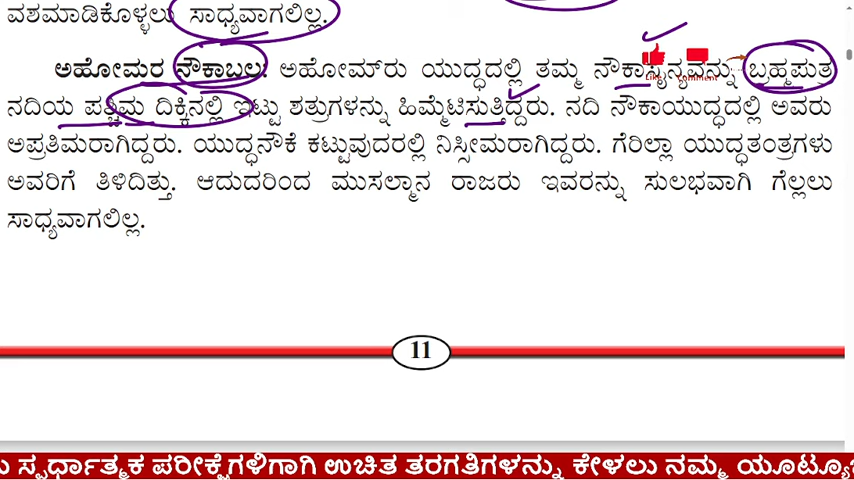 ವಶಮಾಡಿಕೊಳ್ಳಲು ಸಾಧ್ಯವಾಗಲಿಲ್ಲ.
ಅಹೋಮರ ನೌಕಾಬಲ: ಅಹೋಮ್‌ರು ಯುದ್ಧದಲ್ಲಿ ತಮ್ಮ ನೌಕಾಸೈನ್ಯವನ್ನು ಬ್ರಹ್ಮಪುತ್ರ
ನದಿಯ ಪಶ್ಚಿಮ ದಿಕ್ಕಿನಲ್ಲಿ ಇಟ್ಟು ಶತ್ರುಗಳನ್ನು ಹಿಮ್ಮೆಟಿಸುತ್ತಿದ್ದರು. ನದಿ ನೌಕಾಯುದ್ಧದಲ್ಲಿ ಅವರು
ಅಪ್ರತಿಮರಾಗಿದ್ದರು. ಯುದ್ಧನೌಕೆ ಕಟ್ಟುವುದರಲ್ಲಿ ನಿಸ್ಸೀಮರಾಗಿದ್ದರು. ಗೆರಿಲ್ಲಾ ಯುದ್ಧತಂತ್ರಗಳು
ಅವರಿಗೆ ತಿಳಿದಿತ್ತು. ಆದುದರಿಂದ ಮುಸಲ್ಮಾನ ರಾಜರು ಇವರನ್ನು ಸುಲಭವಾಗಿ ಗೆಲ್ಲಲು
ಸಾಧ್ಯವಾಗಲಿಲ್ಲ.
11
ಸ್ಪರ್ಧಾತ್ಮಕ ಪರೀಕ್ಷೆಗಳಿಗಾಗಿ ಉಚಿತ ತರಗತಿಗಳನ್ನು ಕೇಳಲು ನಮ್ಮ